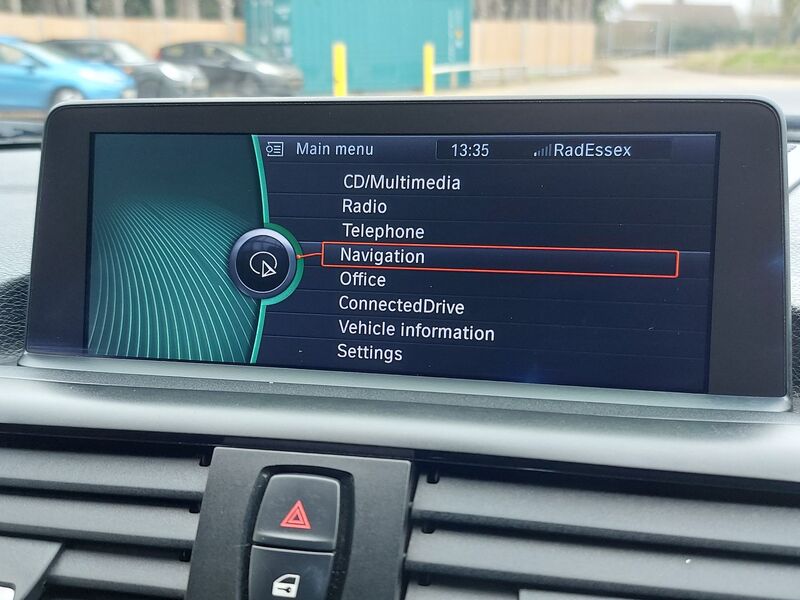 Main menu 13:35 RadEssex
CD/Multimedia
Radio
Telephone
Navigation
Office
ConnectedDrive
Vehicle information
Settings